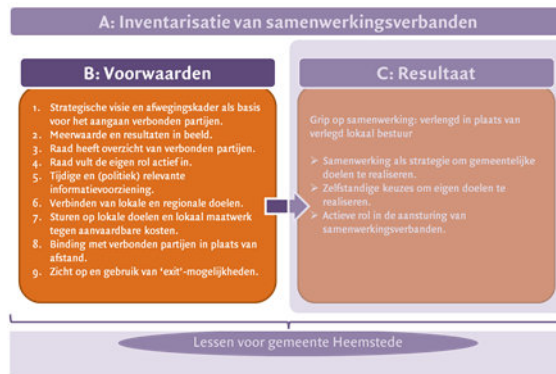 A: Inventarisatie van samenwerkingsverbanden
B: Voorwaarden
1. Strategische visie en afwegingskader als basis
voor het aangaan verbonden partijen.
2. Meerwaarde en resultaten in beeld.
3. Raad heeft overzicht van verbonden partijen.
4. Raad vult de eigen rol actief in.
5. Tijdige en (politiek) relevante
informatievoorziening.
6. Verbinden van lokale en regionale doelen.
7. Sturen op lokale doelen en lokaal maatwerk
tegen aanvaardbare kosten.
8. Binding met verbonden partijen in plaats van
afstand.
9. Zicht op en gebruik van ‘exit’-mogelijkheden.
C: Resultaat
Grip op samenwerking: verlengd in plaats van
verlegd lokaal bestuur
➢ Samenwerking als strategie om gemeentelijke
doelen te realiseren.
➢ Zelfstandige keuzes om eigen doelen te
realiseren.
➢ Actieve rol in de aansturing van
samenwerkingsverbanden.
Lessen voor gemeente Heemstede